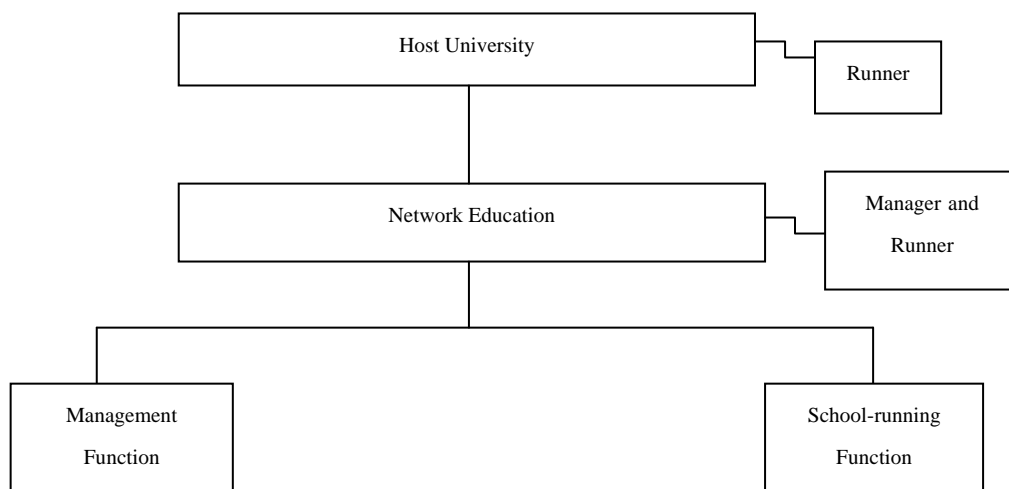 Host University
Runner
Network Education
Manager and
Runner
Management
Function
School-running
Function